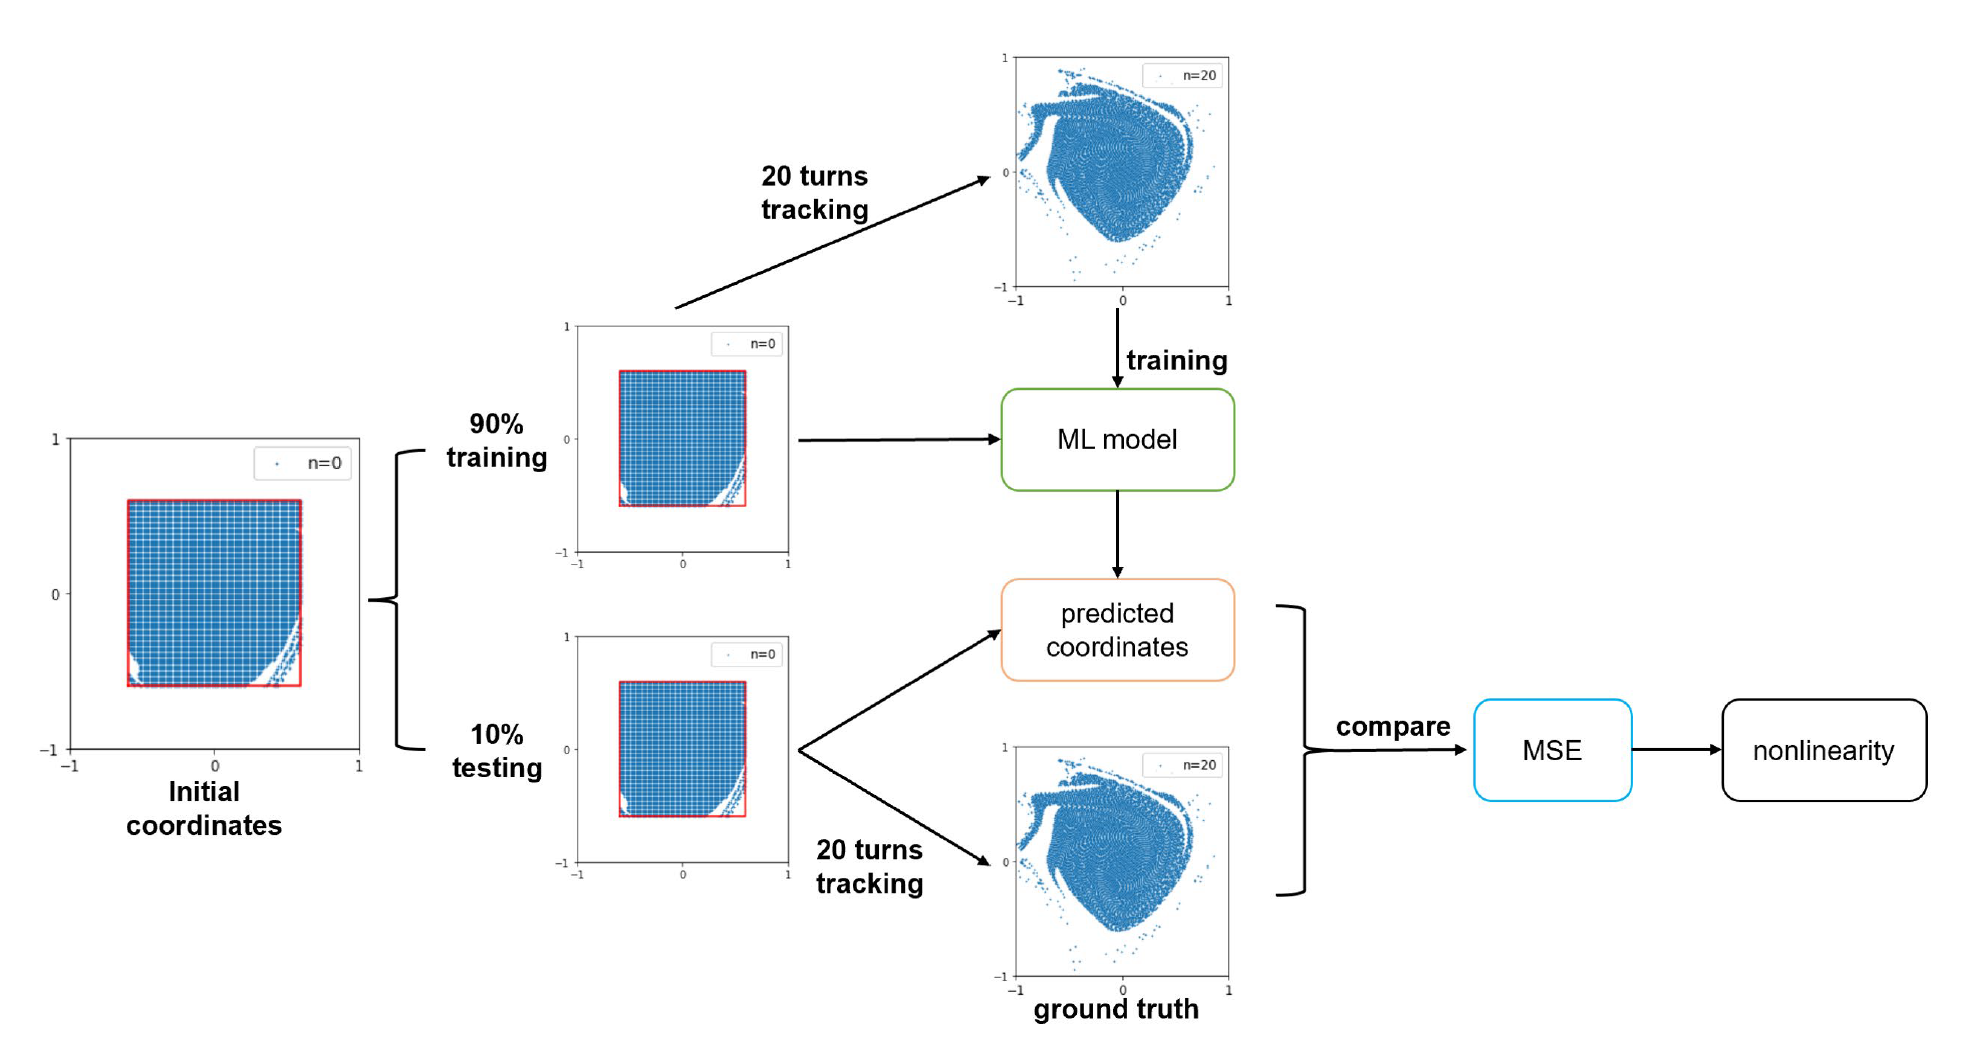 1
n=20
0
−1
−1
0
1
20 turns
tracking
1
n=0
0
−1
−1
0
1
training
90%
training
ML model
1
n=0
0
−1
−1
0
1
Initial
coordinates
predicted
coordinates
1
n=0
0
−1
−1
0
1
10%
testing
20 turns
tracking
1
n=20
0
−1
−1
0
1
ground truth
compare
MSE
nonlinearity